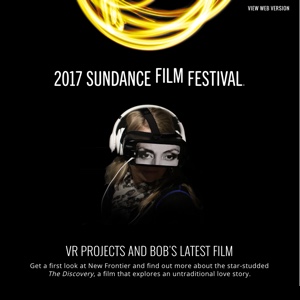 VIEW WEB VERSION
2017 SUNDANCE FILM FESTIVAL
VR PROJECTS AND BOB'S LATEST FILM
Get a first look at New Frontier and find out more about the star-studded
The Discovery, a film that explores an untraditional love story.